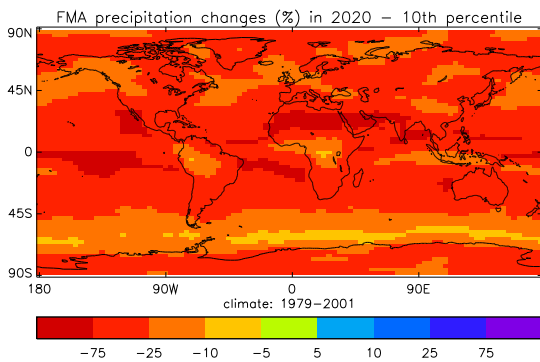 FMA precipitation changes (%) in 2020 - 10th percentile
90N
45N
0
45S
90S
180 90W 0 90E
climate: 1979-2001
-75 -25 -10 -5 5 10 25 75